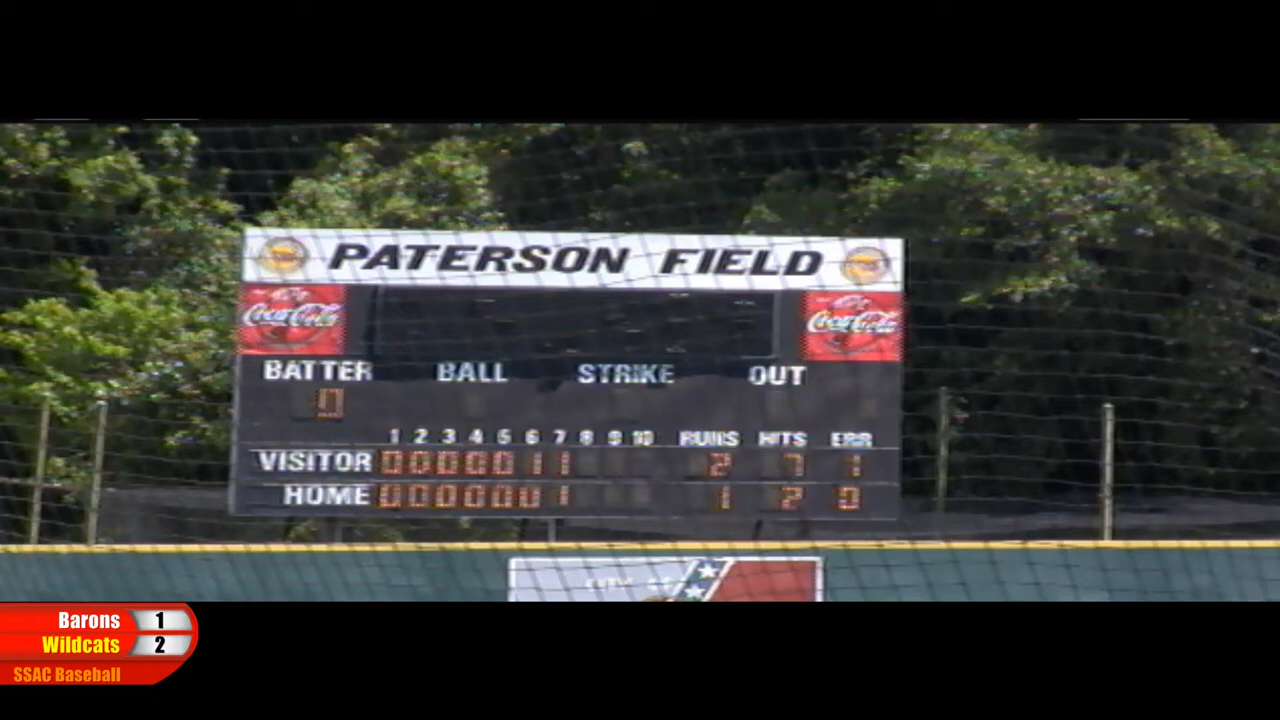 PATERSON FIELD
Coca-Cola Coca-Cola
BATTER BALL STRIKE OUT
0
1 2 3 4 5 6 7 8 9 10 RUNS HITS ERR
VISITOR 0 0 0 0 0 1 1 2 7 1
HOME 0 0 0 0 0 0 1 1 2 0
Barons 1
Wildcats 2
SSAC Baseball